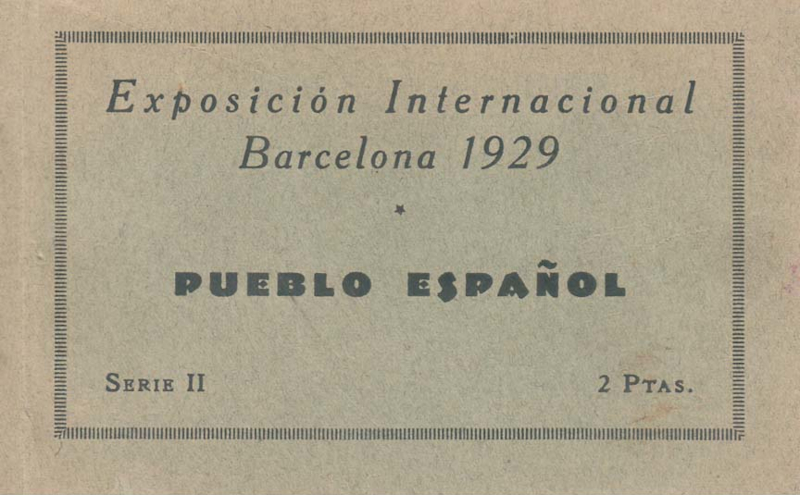 Exposición Internacional
Barcelona 1929
PUEBLO ESPAÑOL
SERIE II
2 PTAS.